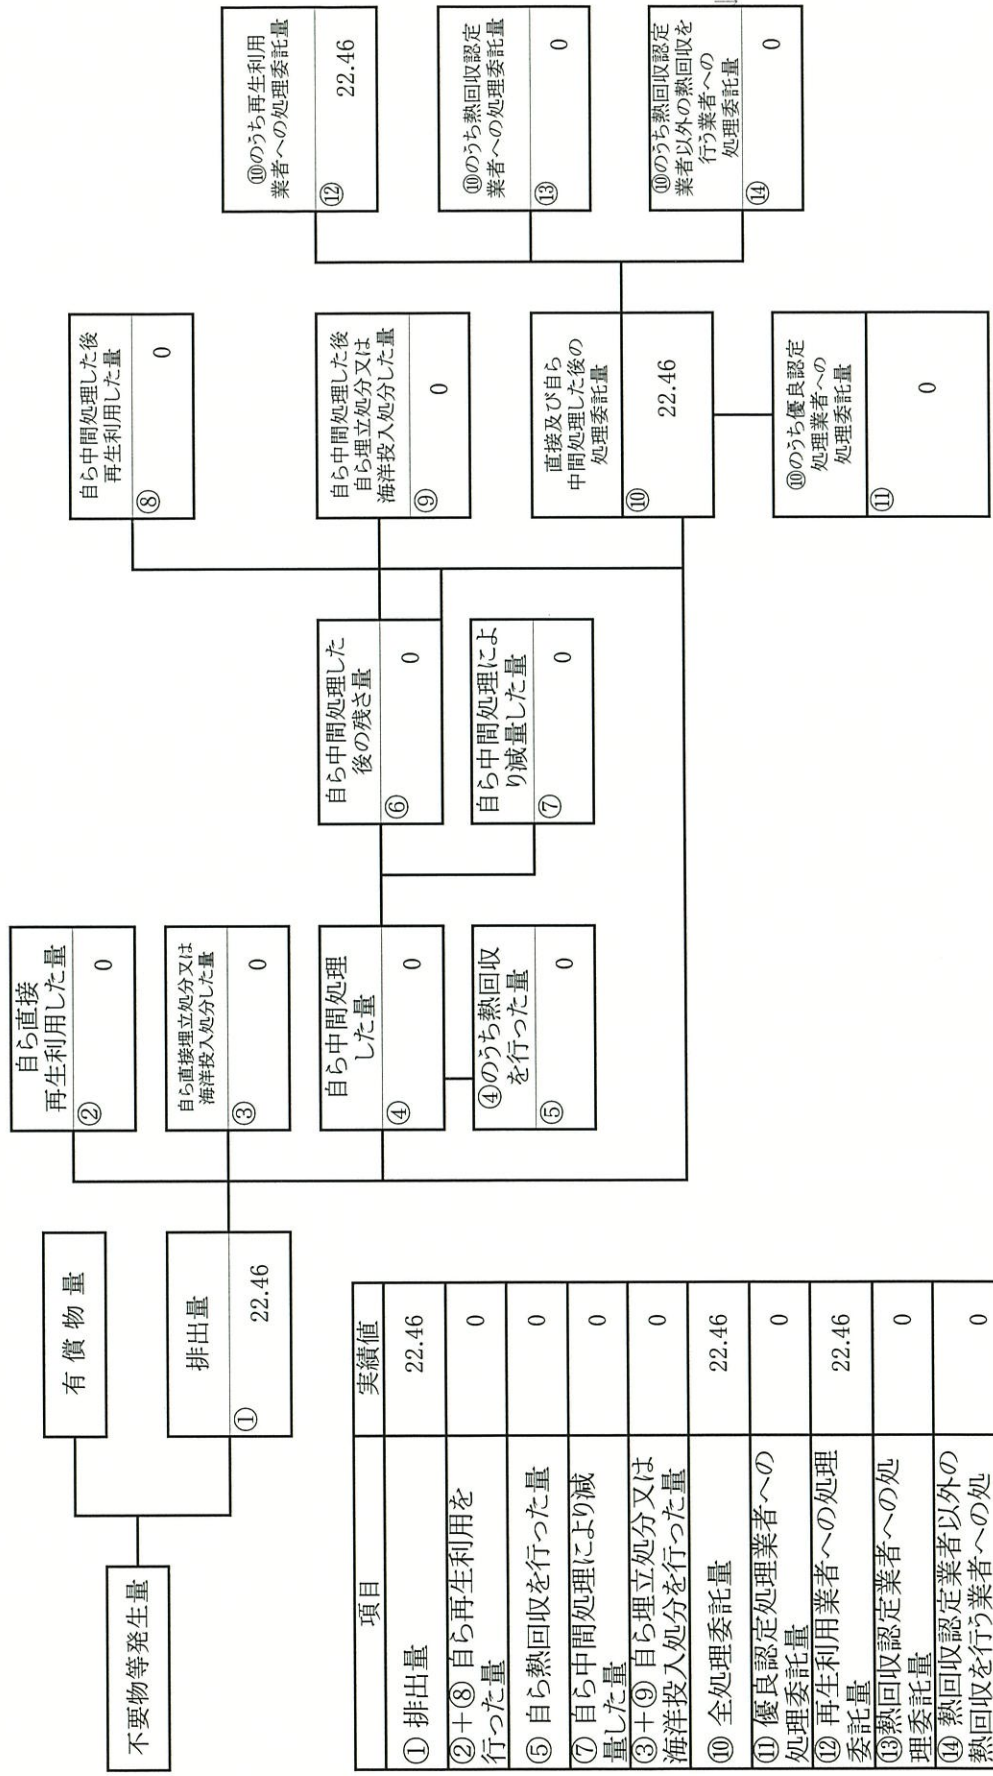 不要物等発生量
有償物量
排出量
①
22.46
自ら直接
再生利用した量
②
0
自ら直接埋立処分又は
海洋投入処分した量
③
0
自ら中間処理
した量
④
0
④のうち熱回収
を行った量
⑤
0
自ら中間処理した
後の残さ量
⑥
0
自ら中間処理によ
り減量した量
⑦
0
自ら中間処理した後
再生利用した量
⑧
0
自ら中間処理した後
自ら埋立処分又は
海洋投入処分した量
⑨
0
直接及び自ら
中間処理した後の
処理委託量
⑩
22.46
⑩のうち優良認定
処理業者への
処理委託量
⑪
0
⑩のうち再生利用
業者への処理委託量
⑫
22.46
⑩のうち熱回収認定
業者への処理委託量
⑬
0
⑩のうち熱回収認定
業者以外の熱回収を
行う業者への
処理委託量
⑭
0
項目 実績値
① 排出量 22.46
②+⑧ 自ら再生利用を
行った量 0
⑤ 自ら熱回収を行った量 0
⑦ 自ら中間処理により減
量した量 0
③+⑨ 自ら埋立処分又は
海洋投入処分を行った量 0
⑩ 全処理委託量 22.46
⑪ 優良認定処理業者への
処理委託量 0
⑫ 再生利用業者への処理
委託量 22.46
⑬熱回収認定業者への処
理委託量 0
⑭ 熱回収認定業者以外の
熱回収を行う業者への処 0